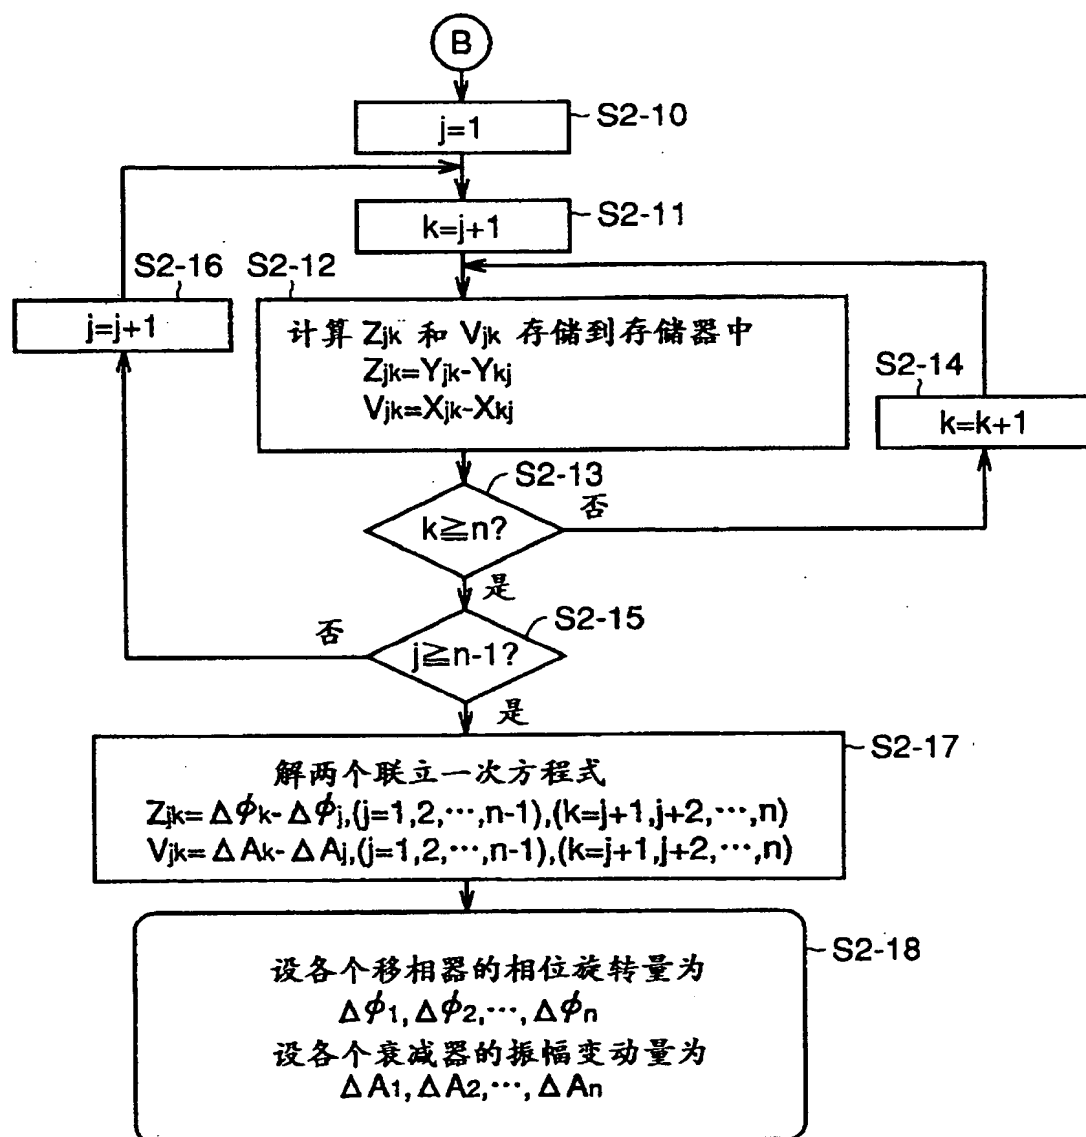 B
j=1
S2-10
k=j+1
S2-11
S2-16
j=j+1
S2-12
计算 Zjk 和 Vjk 存储到存储器中
Zjk=Yjk-Ykj
Vjk=Xjk-Xkj
S2-14
k=k+1
S2-13
k≧n?
否
是
S2-15
j≧n-1?
否
是
S2-17
解两个联立一次方程式
Zjk=Δϕk-Δϕj,(j=1,2,⋯,n-1),(k=j+1,j+2,⋯,n)
Vjk=ΔAk-ΔAj,(j=1,2,⋯,n-1),(k=j+1,j+2,⋯,n)
S2-18
设各个移相器的相位旋转量为
Δϕ1,Δϕ2,⋯,Δϕn
设各个衰减器的振幅变动量为
ΔA1,ΔA2,⋯,ΔAn